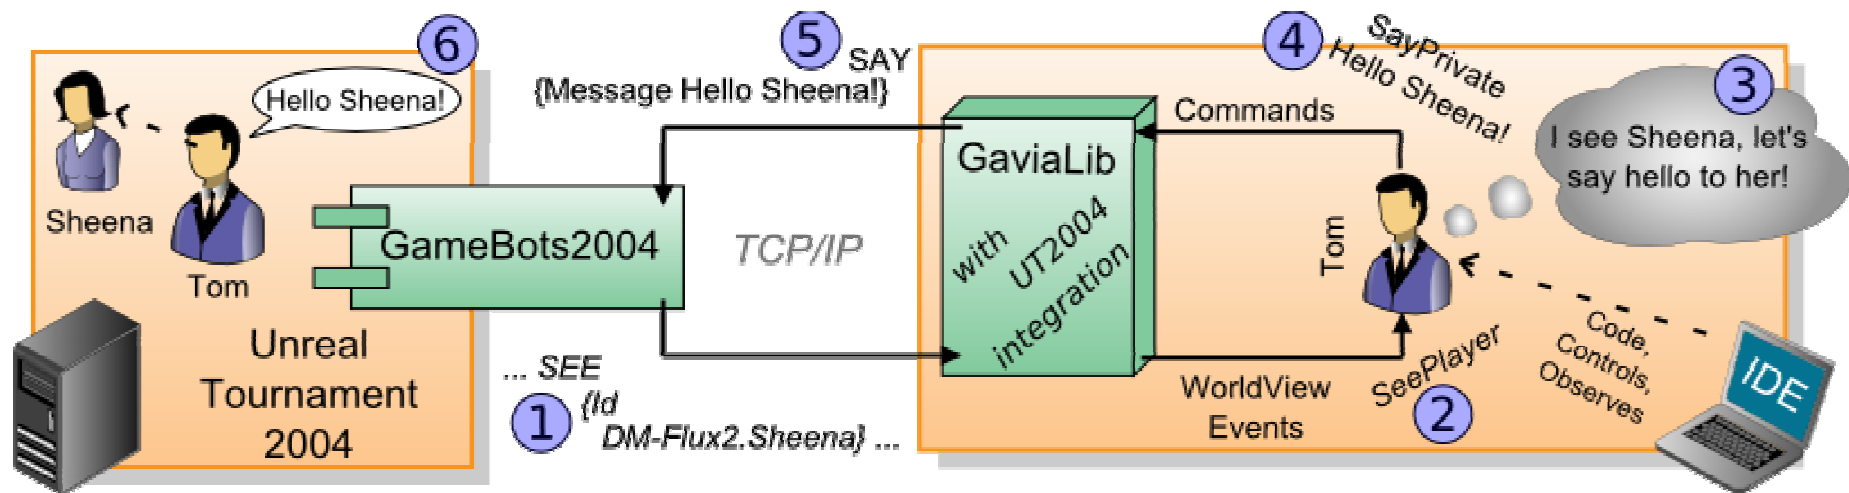 6
Hello Sheena!
Sheena
Tom
Unreal
Tournament
2004
GameBots2004
5
SAY
{Message Hello Sheena!}
TCP/IP
... SEE
1
{Id
DM-Flux2.Sheena} ...
GaviaLib
with
UT2004
integration
4
SayPrivate
Hello Sheena!
Commands
3
I see Sheena, let's
say hello to her!
Tom
WorldView
Events
SeePlayer
2
Code,
Controls,
Observes
IDE